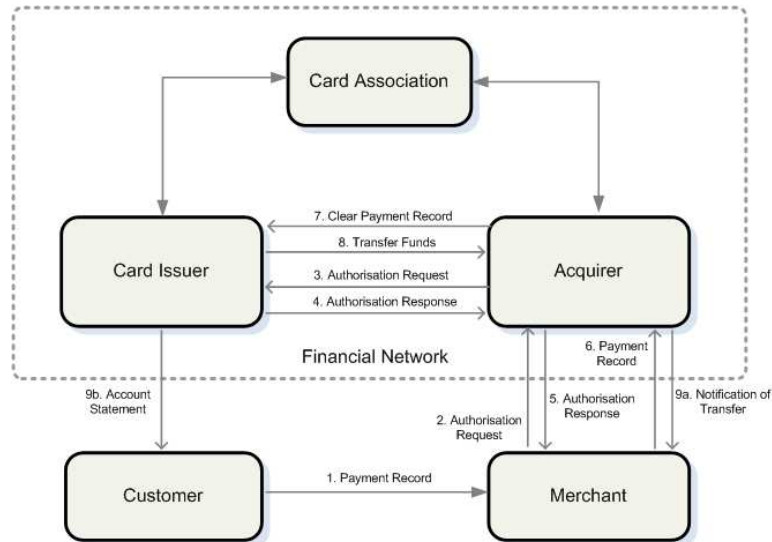 Card Association
7. Clear Payment Record
8. Transfer Funds
Card Issuer
3. Authorisation Request
Acquirer
4. Authorisation Response
Financial Network
6. Payment
Record
9b. Account
Statement
5. Authorisation
Response
9a. Notification of
Transfer
2. Authorisation
Request
Customer
1. Payment Record
Merchant